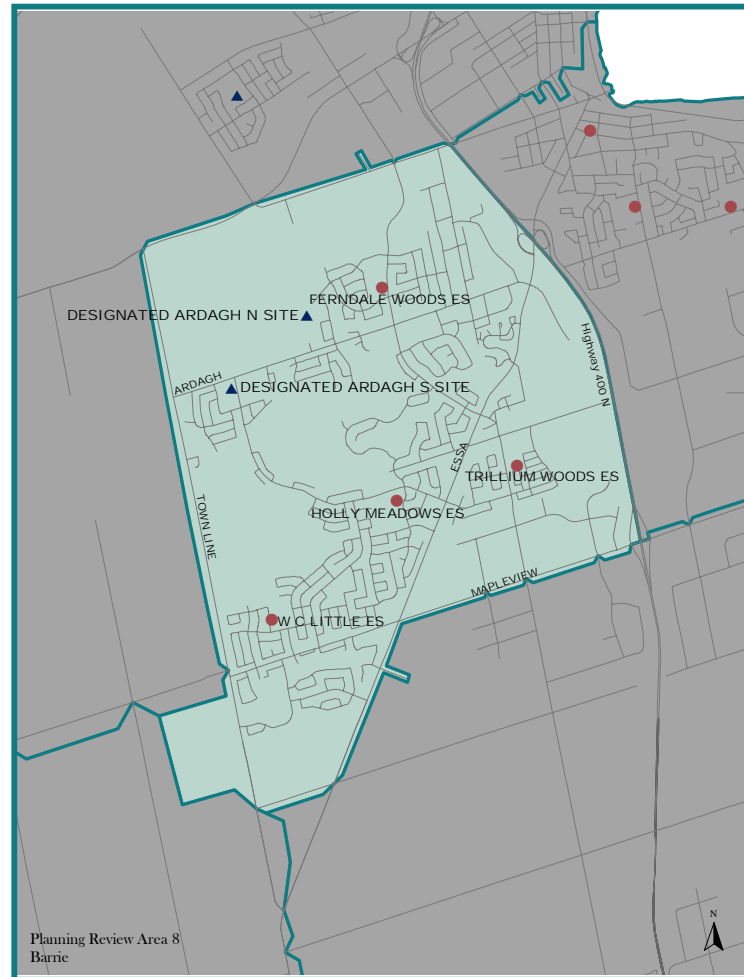 FERNDALE WOODS ES
DESIGNATED ARDAGH N SITE
Highway 400 N
ARDAGH
DESIGNATED ARDAGH S SITE
ESSA
TRILLIUM WOODS ES
HOLLY MEADOWS ES
TOWN LINE
MAPLEVIEW
W C LITTLE ES
N
Planning Review Area 8
Barrie